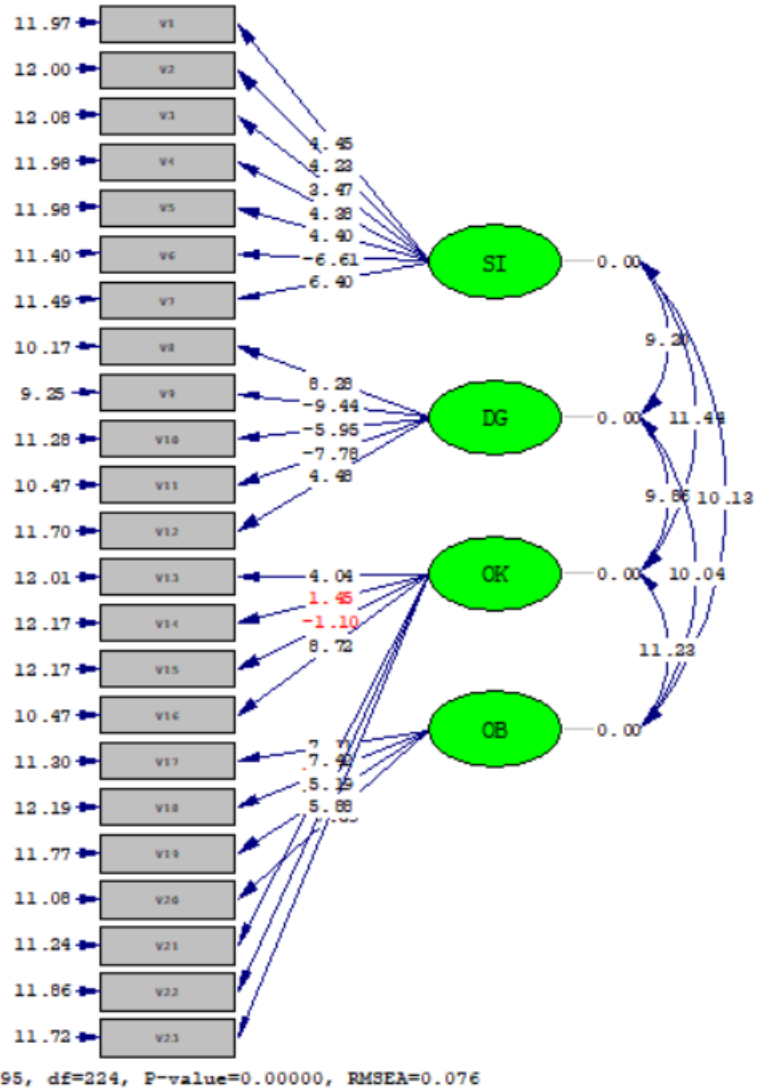 11.97 V1
12.00 V2
12.08 V3
11.98 V4
11.98 V5
11.40 V6
11.49 V7
10.17 V8
9.25 V9
11.28 V10
10.47 V11
11.70 V12
12.01 V13
12.17 V14
12.17 V15
10.47 V16
11.30 V17
12.19 V18
11.77 V19
11.08 V20
11.24 V21
11.86 V22
11.72 V23
4.45
4.23
3.47
4.38
4.40
-6.61
6.40
8.28
-9.44
-5.95
-7.78
4.48
4.04
1.45
-1.10
8.72
7.40
5.19
5.88
SI 0.00
DG 0.00
OK 0.00
OB 0.00
9.20
11.44
9.86 10.13
10.04
11.23
95, df=224, P-value=0.00000, RMSEA=0.076